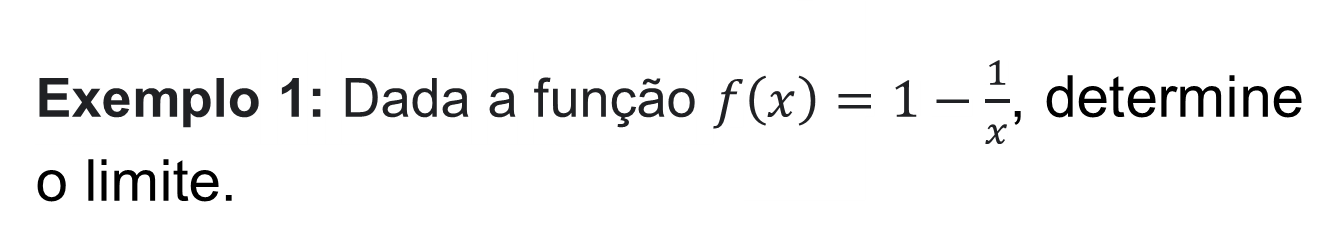 Exemplo 1: Dada a função f(x) = 1 − 1/x, determine
o limite.